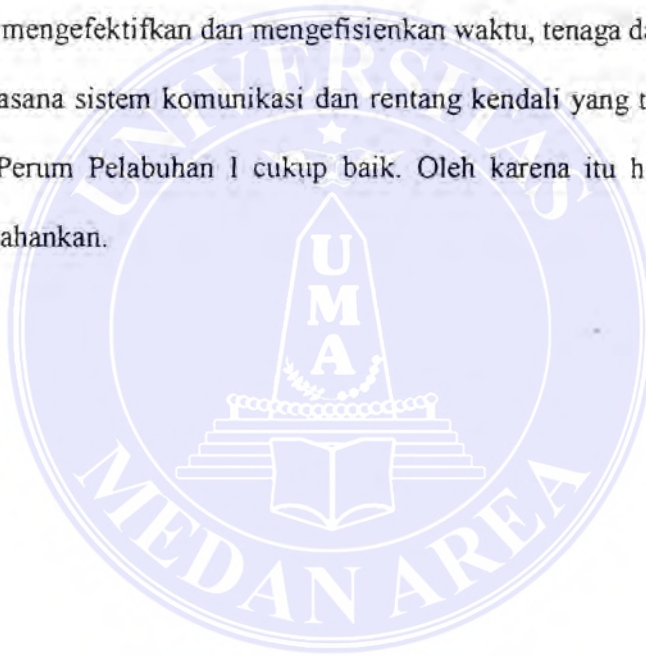 mengefektifkan dan mengefisienkan waktu, tenaga da
asana sistem komunikasi dan rentang kendali yang t
Perum Pelabuhan I cukup baik. Oleh karena itu h
ahankan.
UNIVERSITAS
U
M
A
MEDAN AREA